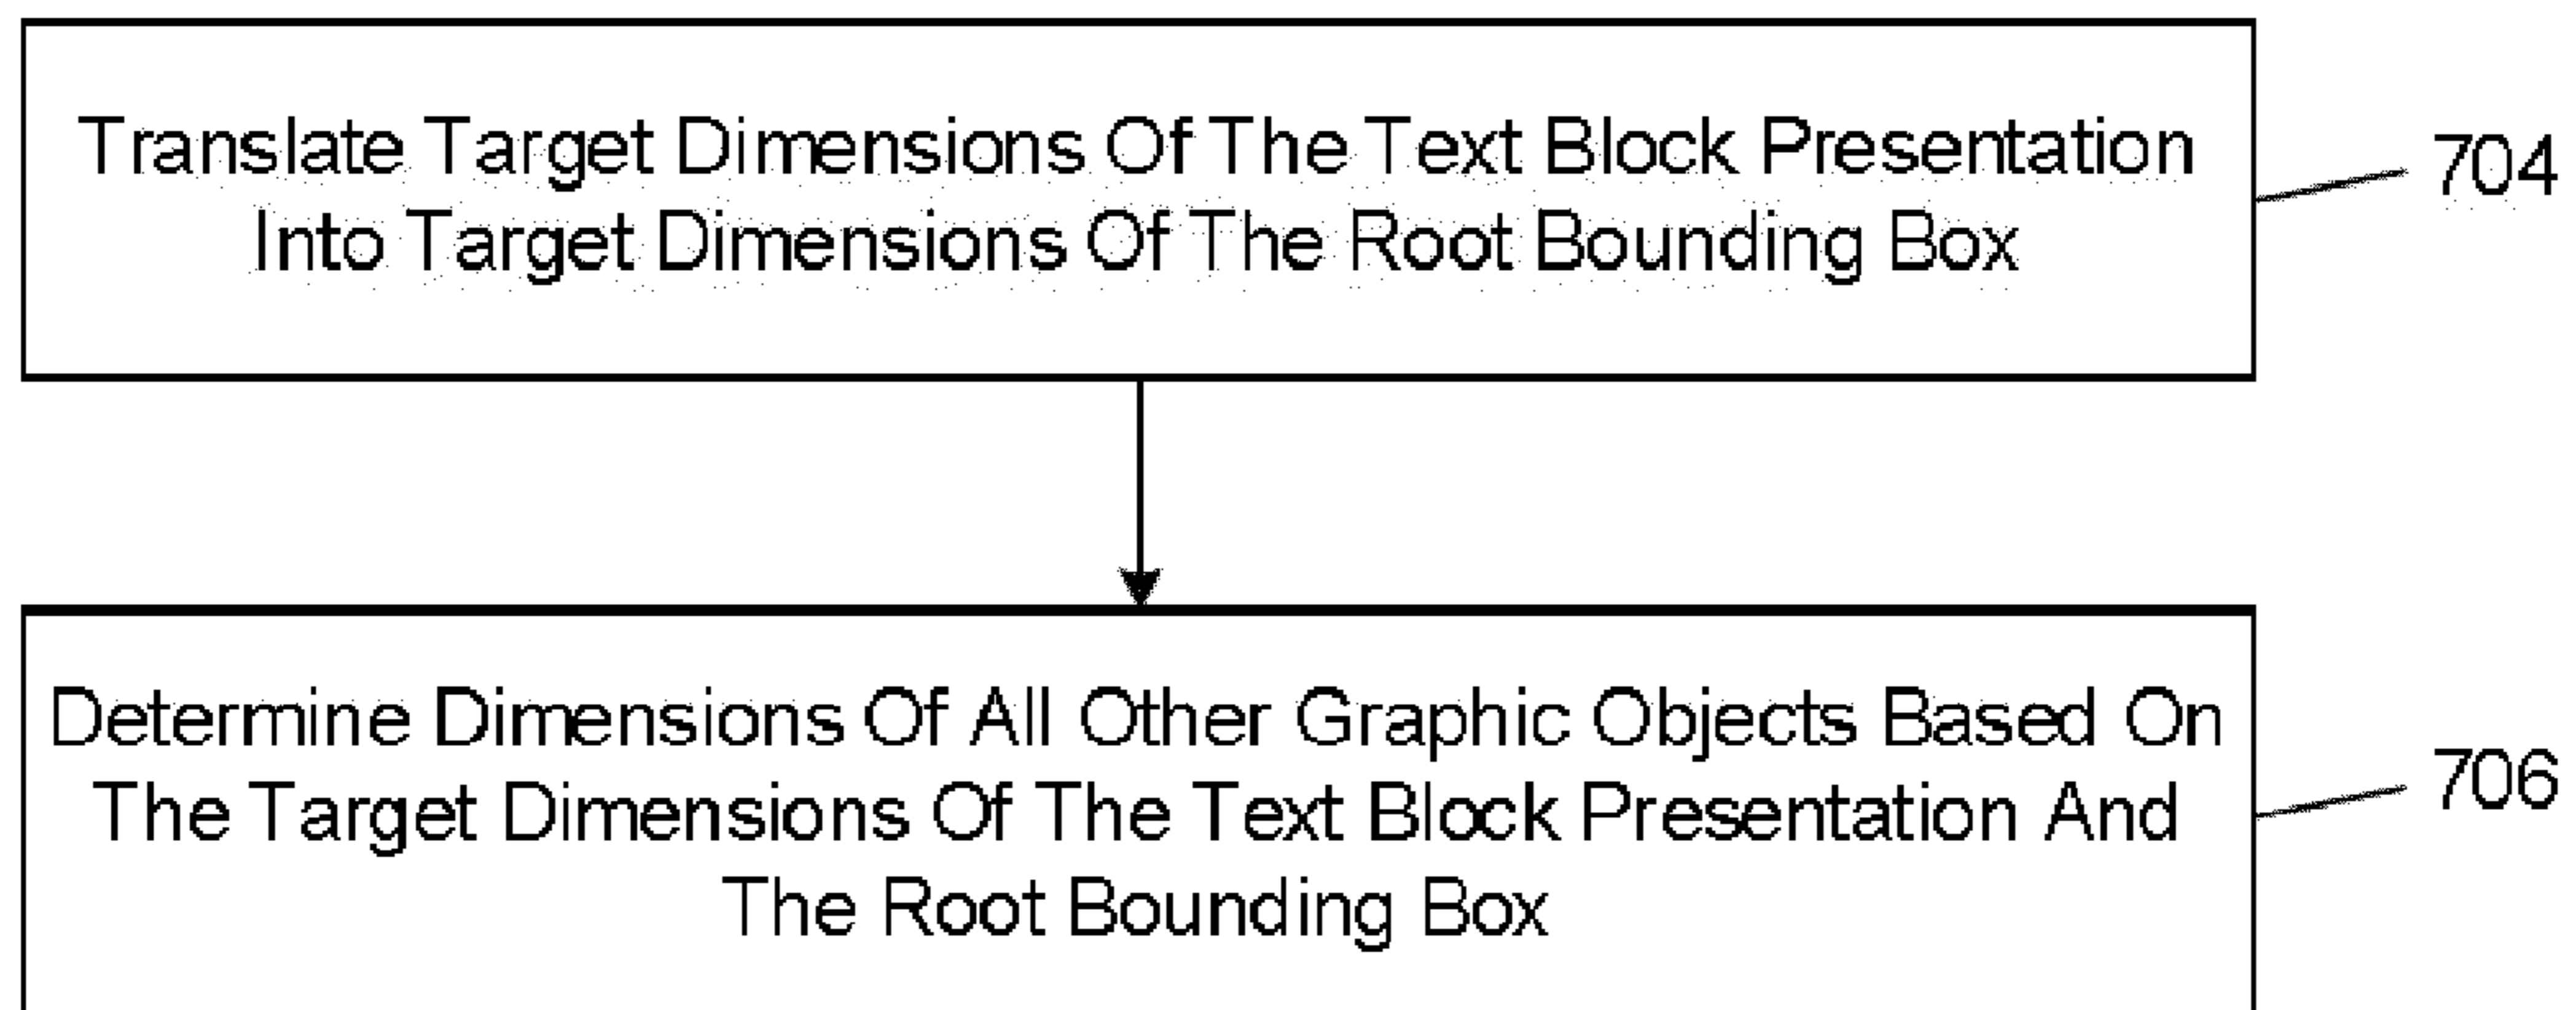 Translate Target Dimensions Of The Text Block Presentation
Into Target Dimensions Of The Root Bounding Box
704
Determine Dimensions Of All Other Graphic Objects Based On
The Target Dimensions Of The Text Block Presentation And
The Root Bounding Box
706